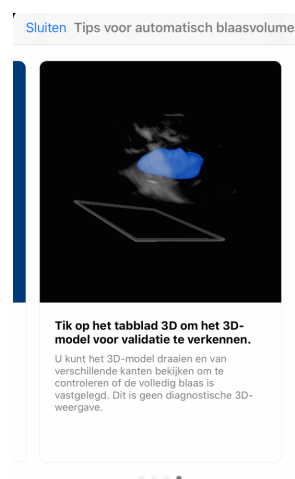 Sluiten Tips voor automatisch blaasvolume
Tik op het tabblad 3D om het 3D-
model voor validatie te verkennen.
U kunt het 3D-model draaien en van
verschillende kanten bekijken om te
controleren of de volledig blaas is
vastgelegd. Dit is geen diagnostische 3D-
weergave.